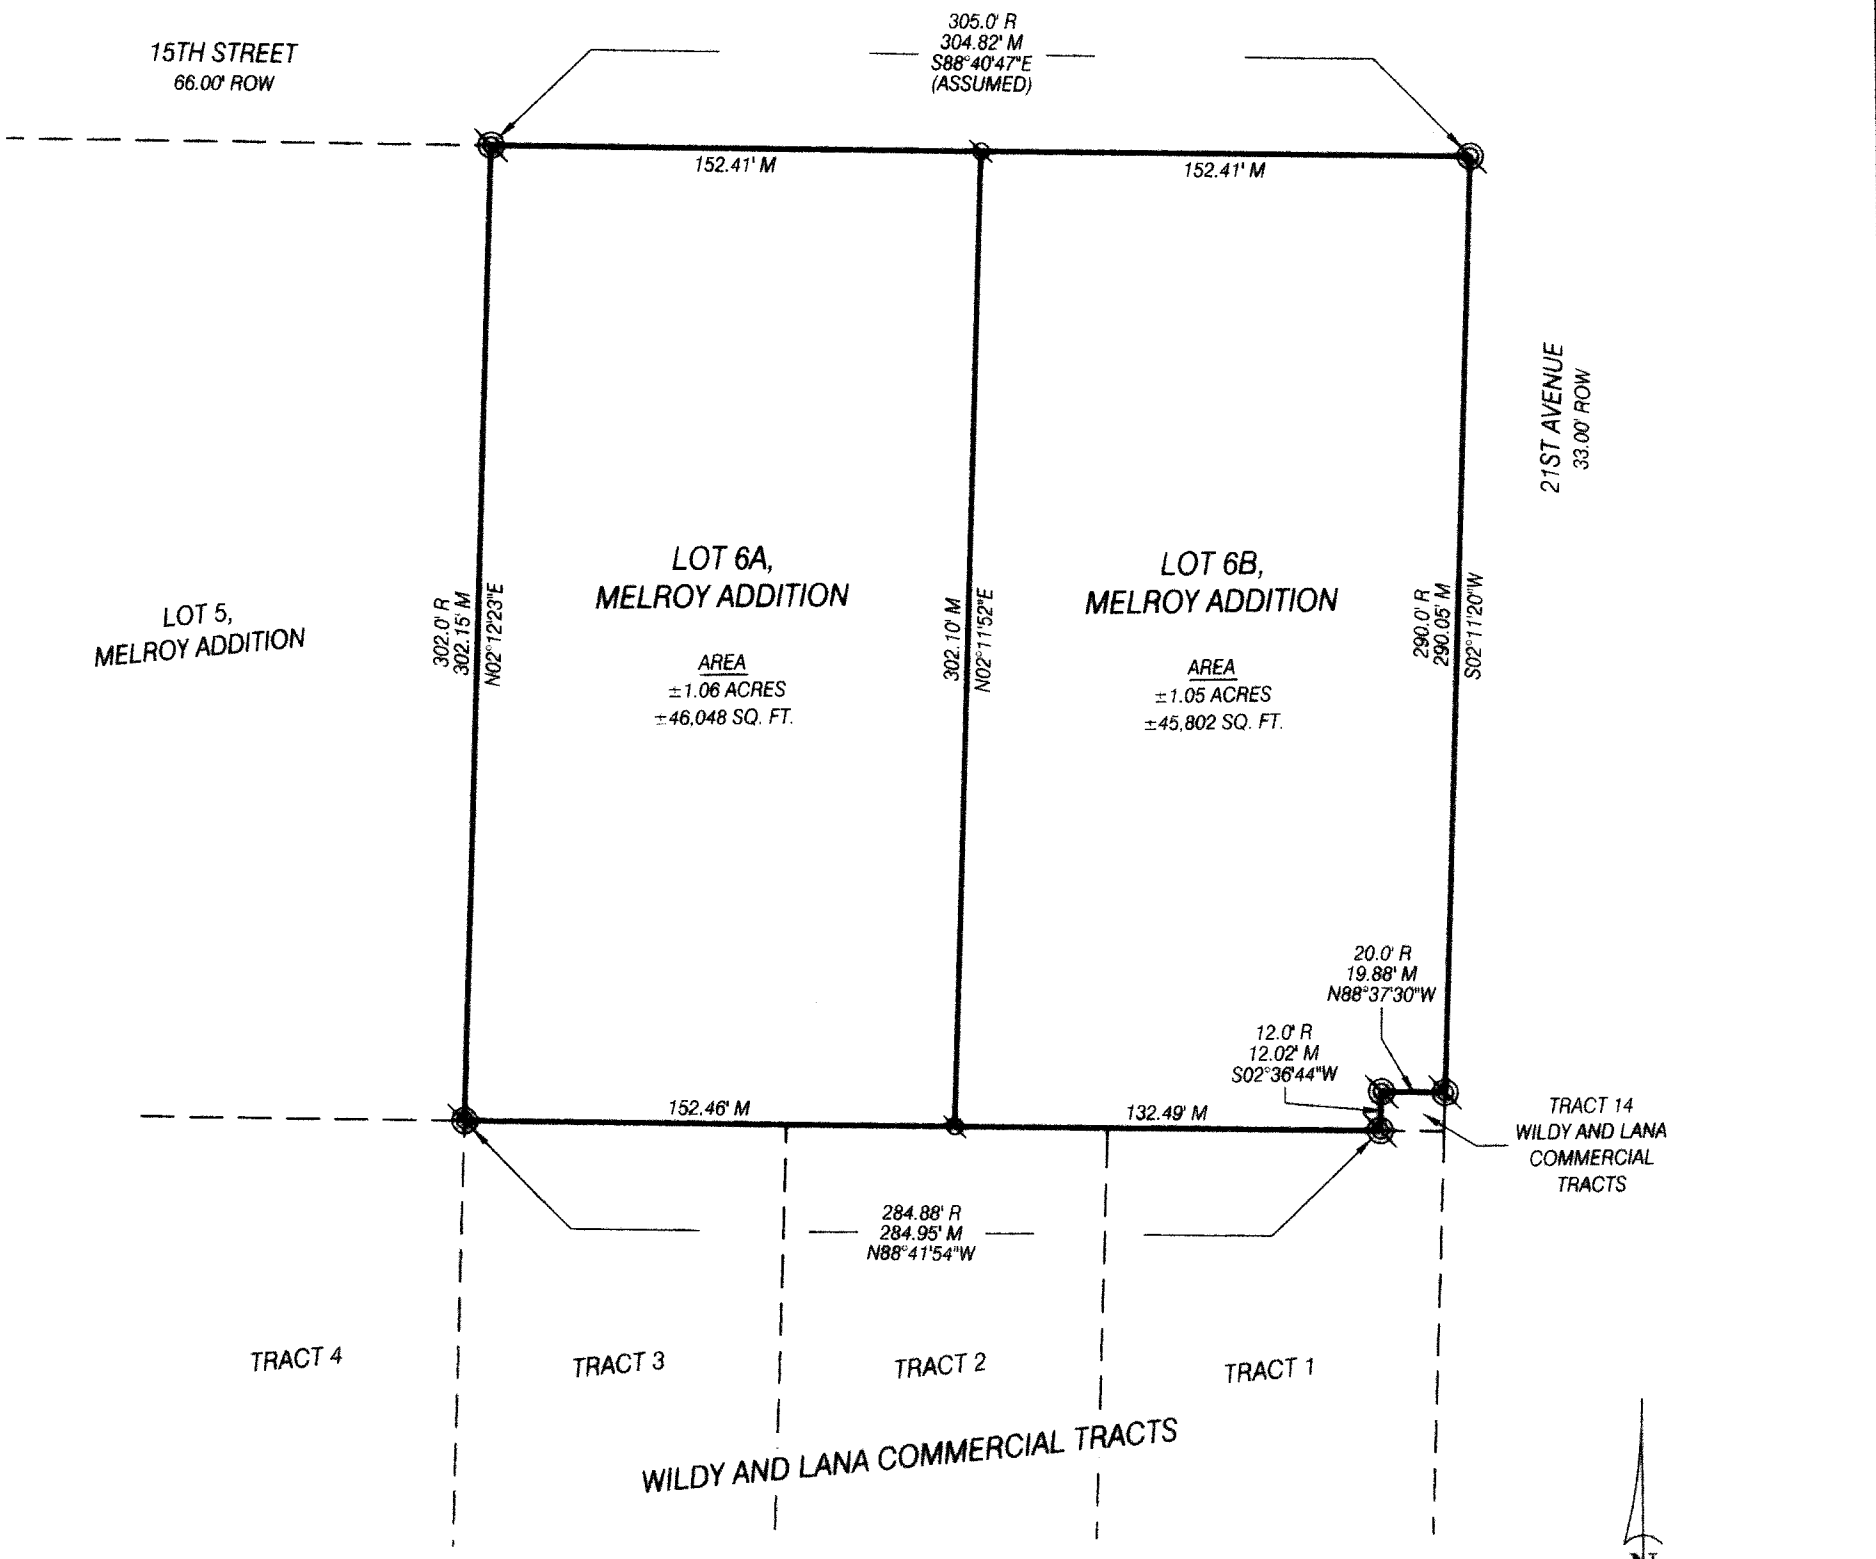 305.0' R
304.82' M
S88°40'47"E
(ASSUMED)
15TH STREET
66.00' ROW
152.41' M
152.41' M
21ST AVENUE
33.00' ROW
LOT 5,
MELROY ADDITION
302.0' R
302.15' M
N02°12'23"E
LOT 6A,
MELROY ADDITION
AREA
±1.06 ACRES
±46,048 SQ. FT.
302.10' M
N02°11'52"E
LOT 6B,
MELROY ADDITION
AREA
±1.05 ACRES
±45,802 SQ. FT.
290.0' R
290.05' M
S02°11'20"W
20.0' R
19.88' M
N88°37'30"W
12.0' R
12.02' M
S02°36'44"W
152.46' M
132.49' M
TRACT 14
WILDY AND LANA
COMMERCIAL
TRACTS
284.88' R
284.95' M
N88°41'54"W
TRACT 4
TRACT 3
TRACT 2
TRACT 1
WILDY AND LANA COMMERCIAL TRACTS